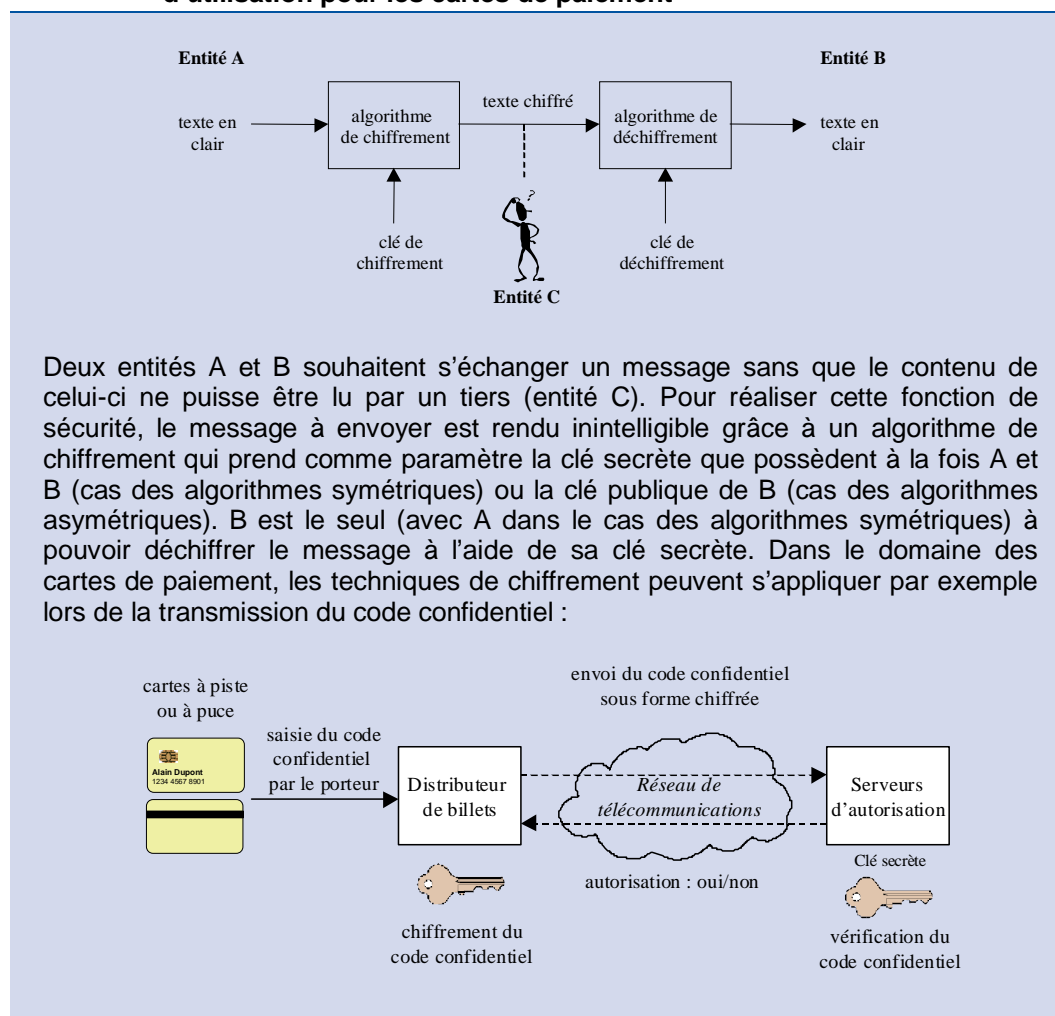 d'utilisation pour les cartes de paiement
Entité A
Entité B
texte en
clair
algorithme
de chiffrement
texte chiffré
algorithme de
déchiffrement
texte en
clair
?
clé de
chiffrement
clé de
déchiffrement
Entité C
Deux entités A et B souhaitent s'échanger un message sans que le contenu de
celui-ci ne puisse être lu par un tiers (entité C). Pour réaliser cette fonction de
sécurité, le message à envoyer est rendu inintelligible grâce à un algorithme de
chiffrement qui prend comme paramètre la clé secrète que possèdent à la fois A et
B (cas des algorithmes symétriques) ou la clé publique de B (cas des algorithmes
asymétriques). B est le seul (avec A dans le cas des algorithmes symétriques) à
pouvoir déchiffrer le message à l'aide de sa clé secrète. Dans le domaine des
cartes de paiement, les techniques de chiffrement peuvent s'appliquer par exemple
lors de la transmission du code confidentiel :
cartes à piste
ou à puce
Alain Dupont
1234 4567 8901
saisie du code
confidentiel
par le porteur
Distributeur
de billets
envoi du code confidentiel
sous forme chiffrée
Réseau de
télécommunications
autorisation : oui/non
Serveurs
d'autorisation
Clé secrète
chiffrement du
code confidentiel
vérification du
code confidentiel